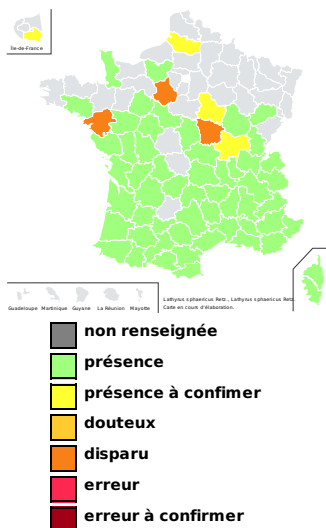 Île-de-France
Lathyrus sphaericus Retz., Lathyrus sphaericus Retz.
Carte en cours d'élaboration.
Guadeloupe Martinique Guyane La Réunion Mayotte
non renseignée
présence
présence à confimer
douteux
disparu
erreur
erreur à confirmer